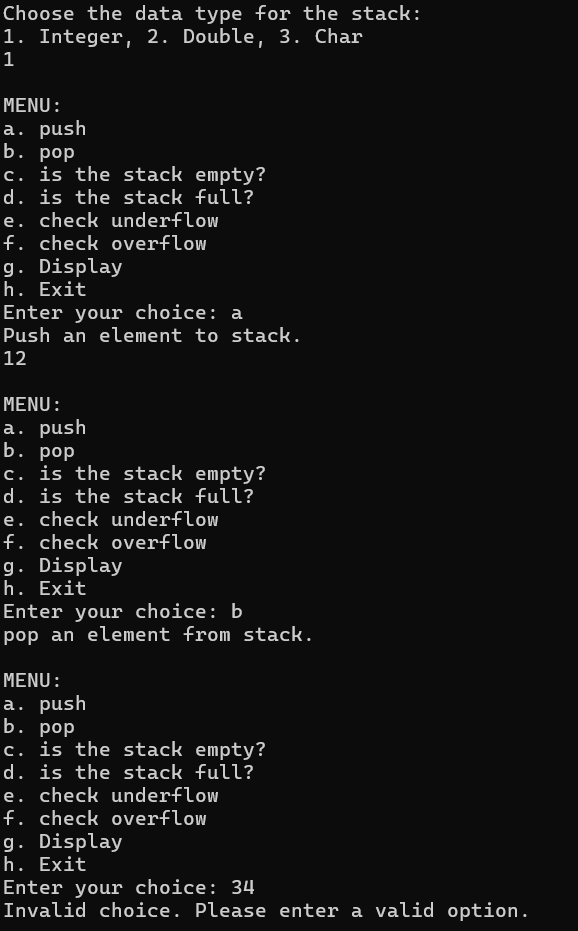 Choose the data type for the stack:
1. Integer, 2. Double, 3. Char
1
MENU:
a. push
b. pop
c. is the stack empty?
d. is the stack full?
e. check underflow
f. check overflow
g. Display
h. Exit
Enter your choice: a
Push an element to stack.
12
MENU:
a. push
b. pop
c. is the stack empty?
d. is the stack full?
e. check underflow
f. check overflow
g. Display
h. Exit
Enter your choice: b
pop an element from stack.
MENU:
a. push
b. pop
c. is the stack empty?
d. is the stack full?
e. check underflow
f. check overflow
g. Display
h. Exit
Enter your choice: 34
Invalid choice. Please enter a valid option.